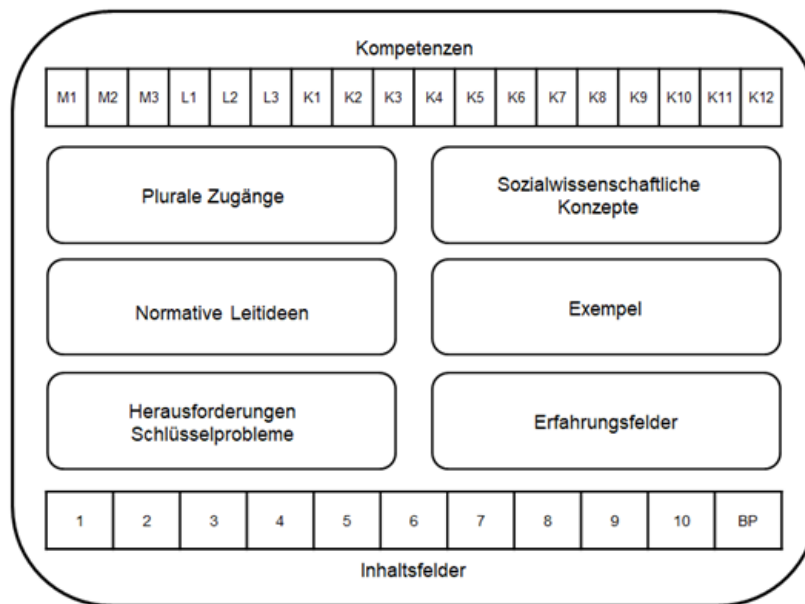 Kompetenzen
M1 M2 M3 L1 L2 L3 K1 K2 K3 K4 K5 K6 K7 K8 K9 K10 K11 K12
Plurale Zugänge
Sozialwissenschaftliche
Konzepte
Normative Leitideen
Exempel
Herausforderungen
Schlüsselprobleme
Erfahrungsfelder
1 2 3 4 5 6 7 8 9 10 BP
Inhaltsfelder